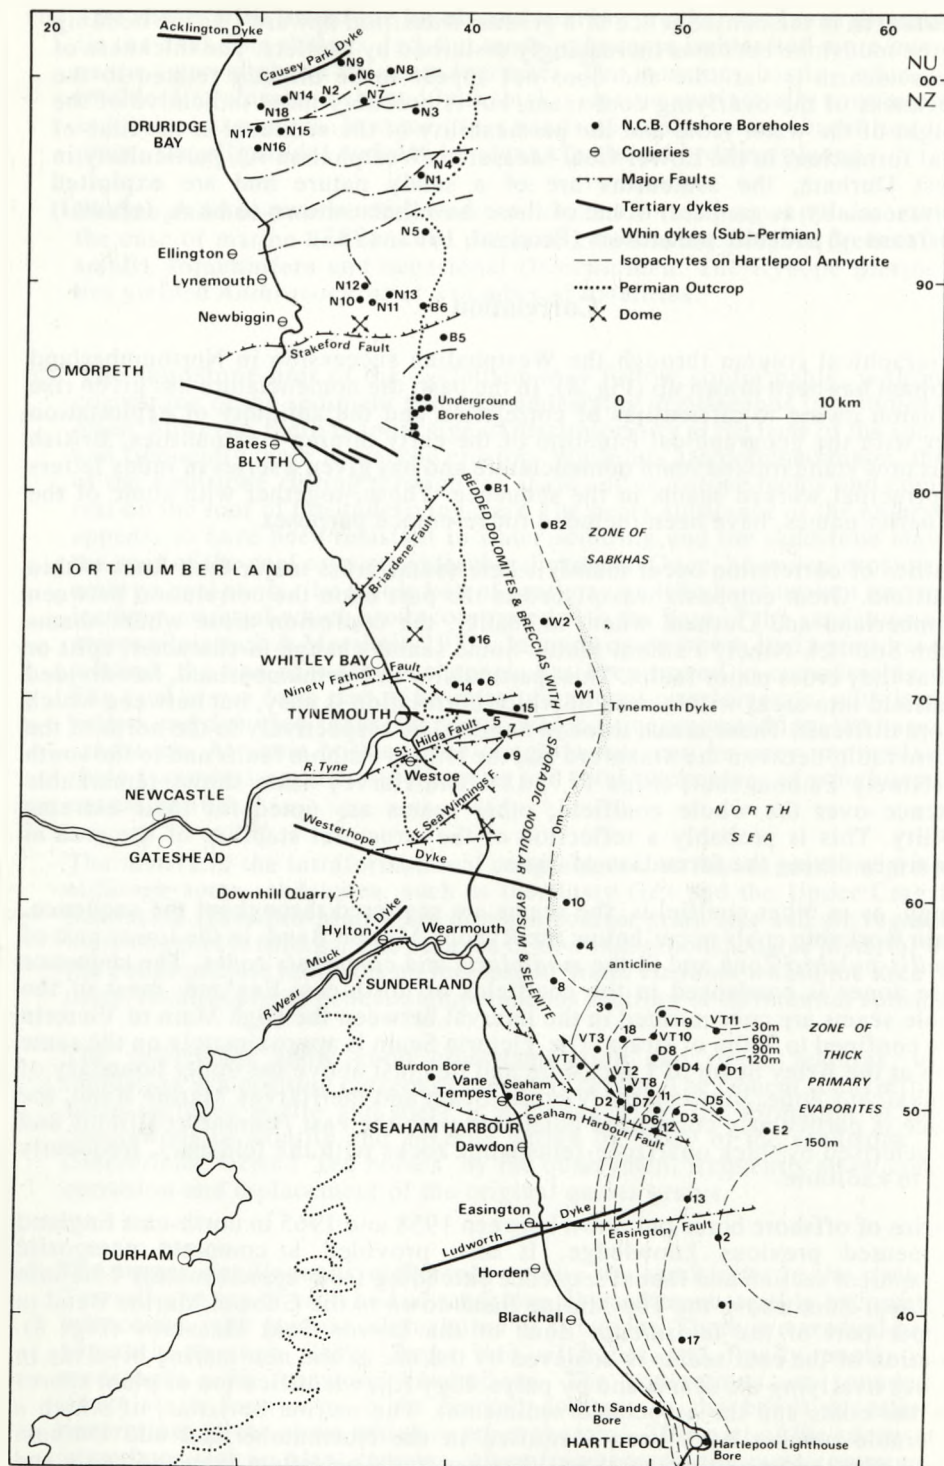 20
30
40
50
60
NU
00
NZ
Acklington Dyke
Causey Park Dyke
N9
N8
N6
N2
N14
N7
N18
N3
DRURIDGE
BAY
N17
N15
N16
N4
N1
N5
N.C.B. Offshore Boreholes
Collieries
Major Faults
Tertiary dykes
Whin dykes (Sub-Permian)
Isopachytes on Hartlepool Anhydrite
Permian Outcrop
Dome
Ellington
Lynemouth
N12
N13
N10
N11
B6
90
Newbiggin
Stakeford Fault
B5
MORPETH
Underground
Boreholes
0
10 km
Bates
BLYTH
B1
80
B2
ZONE OF
SABKHAS
BEDDED DOLOMITES & BRECCIAS WITH
SPORADIC NODULAR GYPSUM & SELENITE
Briardene Fault
NORTHUMBERLAND
W2
16
WHITLEY BAY
Ninety Fathom Fault
14
6
W1
70
15
Tynemouth Dyke
TYNEMOUTH
5
7
St. Hilda Fault
9
R. Tyne
Westoe
NEWCASTLE
S.E. Sea Winnings F.
NORTH
SEA
GATESHEAD
Westerhope
Dyke
0
Downhill Quarry
10
60
Hylton
Muck Dyke
Wearmouth
4
SUNDERLAND
anticline
8
R. Wear
VT9
VT11
30m
60m
90m
120m
18
VT10
VT3
D8
VT1
D4
D1
VT2
VT8
ZONE OF
THICK
PRIMARY
EVAPORITES
Burdon Bore
Vane
Tempest
Seaham
Bore
D2
D7
11
D3
D5
D6
12
50
E2
SEAHAM HARBOUR
Seaham
Harbour Fault
Dawdon
150m
13
Easington
Dyke
Easington Fault
2
Ludworth
DURHAM
Horden
1
Blackhall
40
17
North Sands
Bore
HARTLEPOOL
Hartlepool Lighthouse
Bore